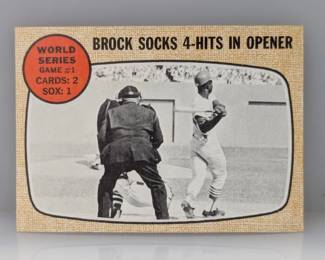 BROCK SOCKS 4-HITS IN OPENER
WORLD
SERIES
GAME #1
CARDS: 2
SOX: 1